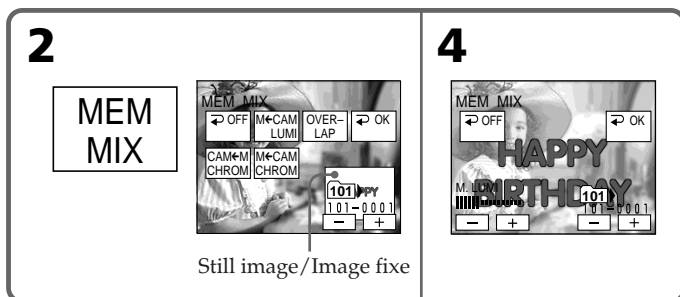 2
MEM
MIX
MEM MIX
OFF
M←CAM
LUMI
OVER–
LAP
OK
CAM←M
CHROM
M←CAM
CHROM
101
PPY
101–0001
– +
Still image/Image fixe
4
MEM MIX
OFF
OK
HAPPY
BIRTHDAY
M. LUMI
101
101–0001
– +
– +